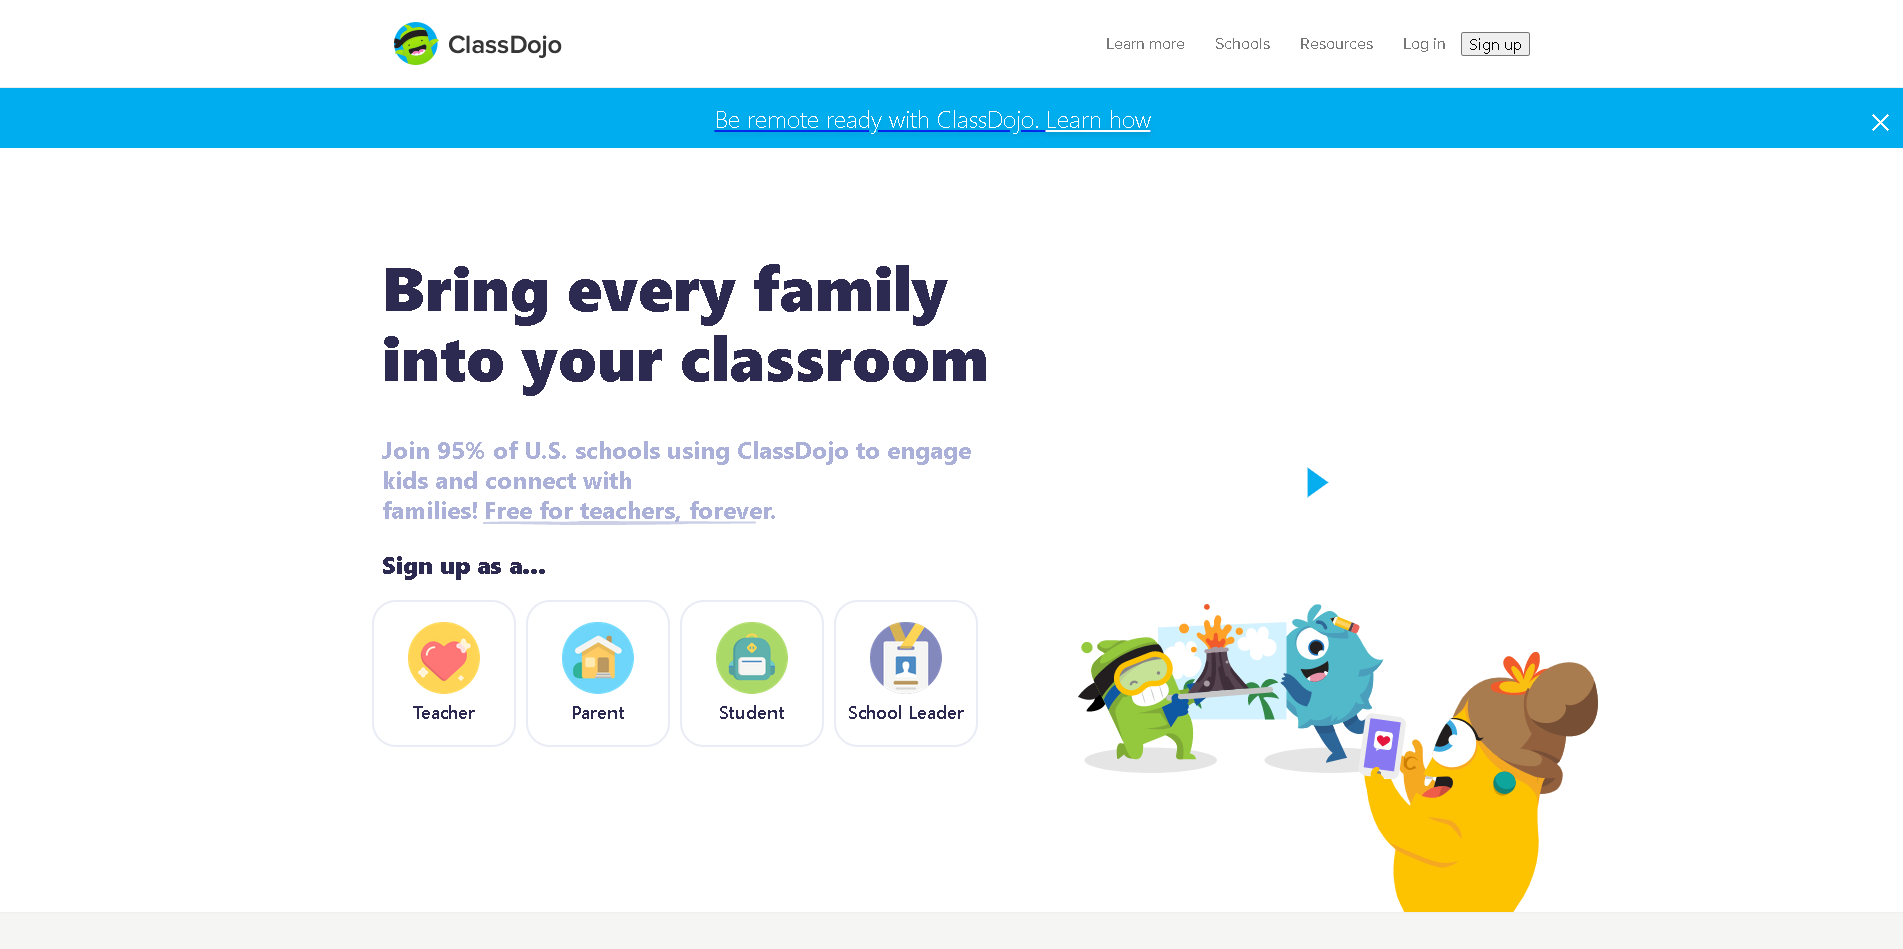 ClassDojo
Learn more
Schools
Resources
Log in
Sign up
Be remote ready with ClassDojo. Learn how
Bring every family
into your classroom
Join 95% of U.S. schools using ClassDojo to engage
kids and connect with
families! Free for teachers, forever.
Sign up as a...
Teacher
Parent
Student
School Leader